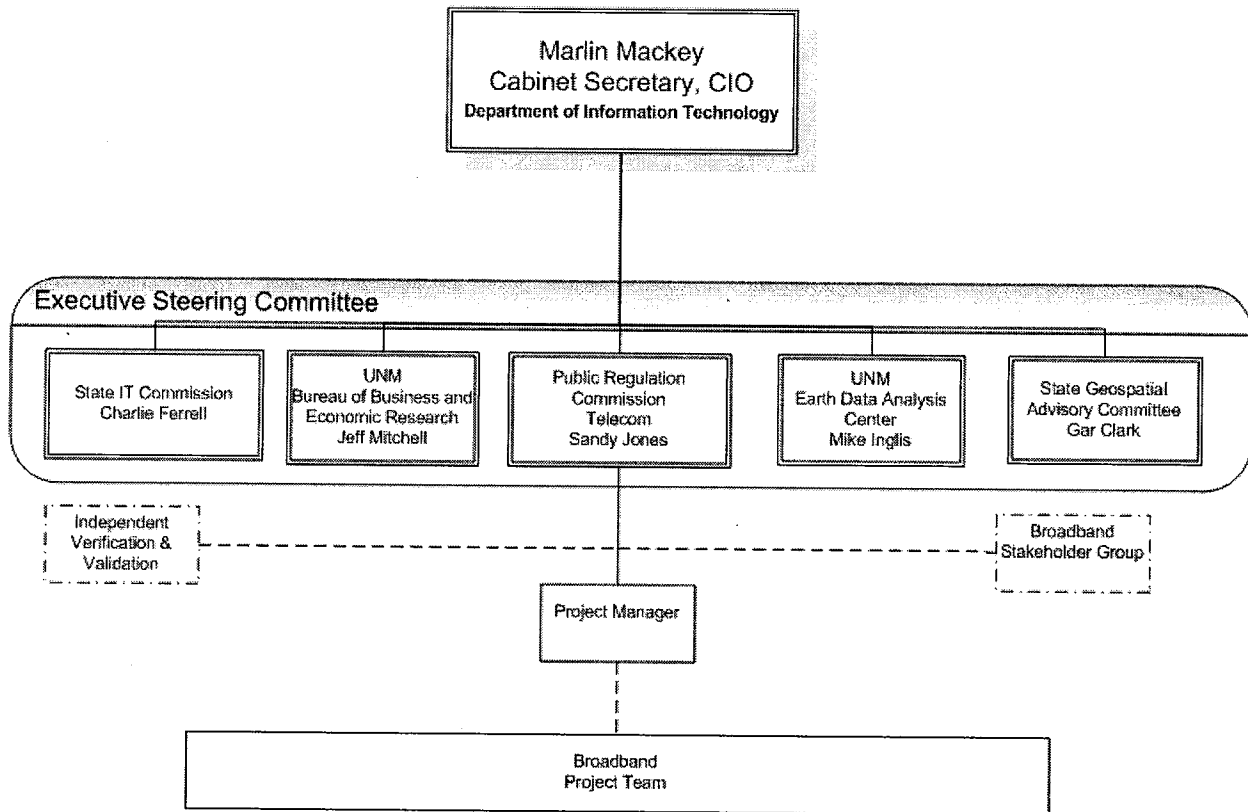 Marlin Mackey
Cabinet Secretary, CIO
Department of Information Technology
Executive Steering Committee
State IT Commission
Charlie Ferrell
UNM
Bureau of Business and
Economic Research
Jeff Mitchell
Public Regulation
Commission
Telecom
Sandy Jones
UNM
Earth Data Analysis
Center
Mike Inglis
State Geospatial
Advisory Committee
Gar Clark
Independent
Verification &
Validation
Broadband
Stakeholder Group
Project Manager
Broadband
Project Team